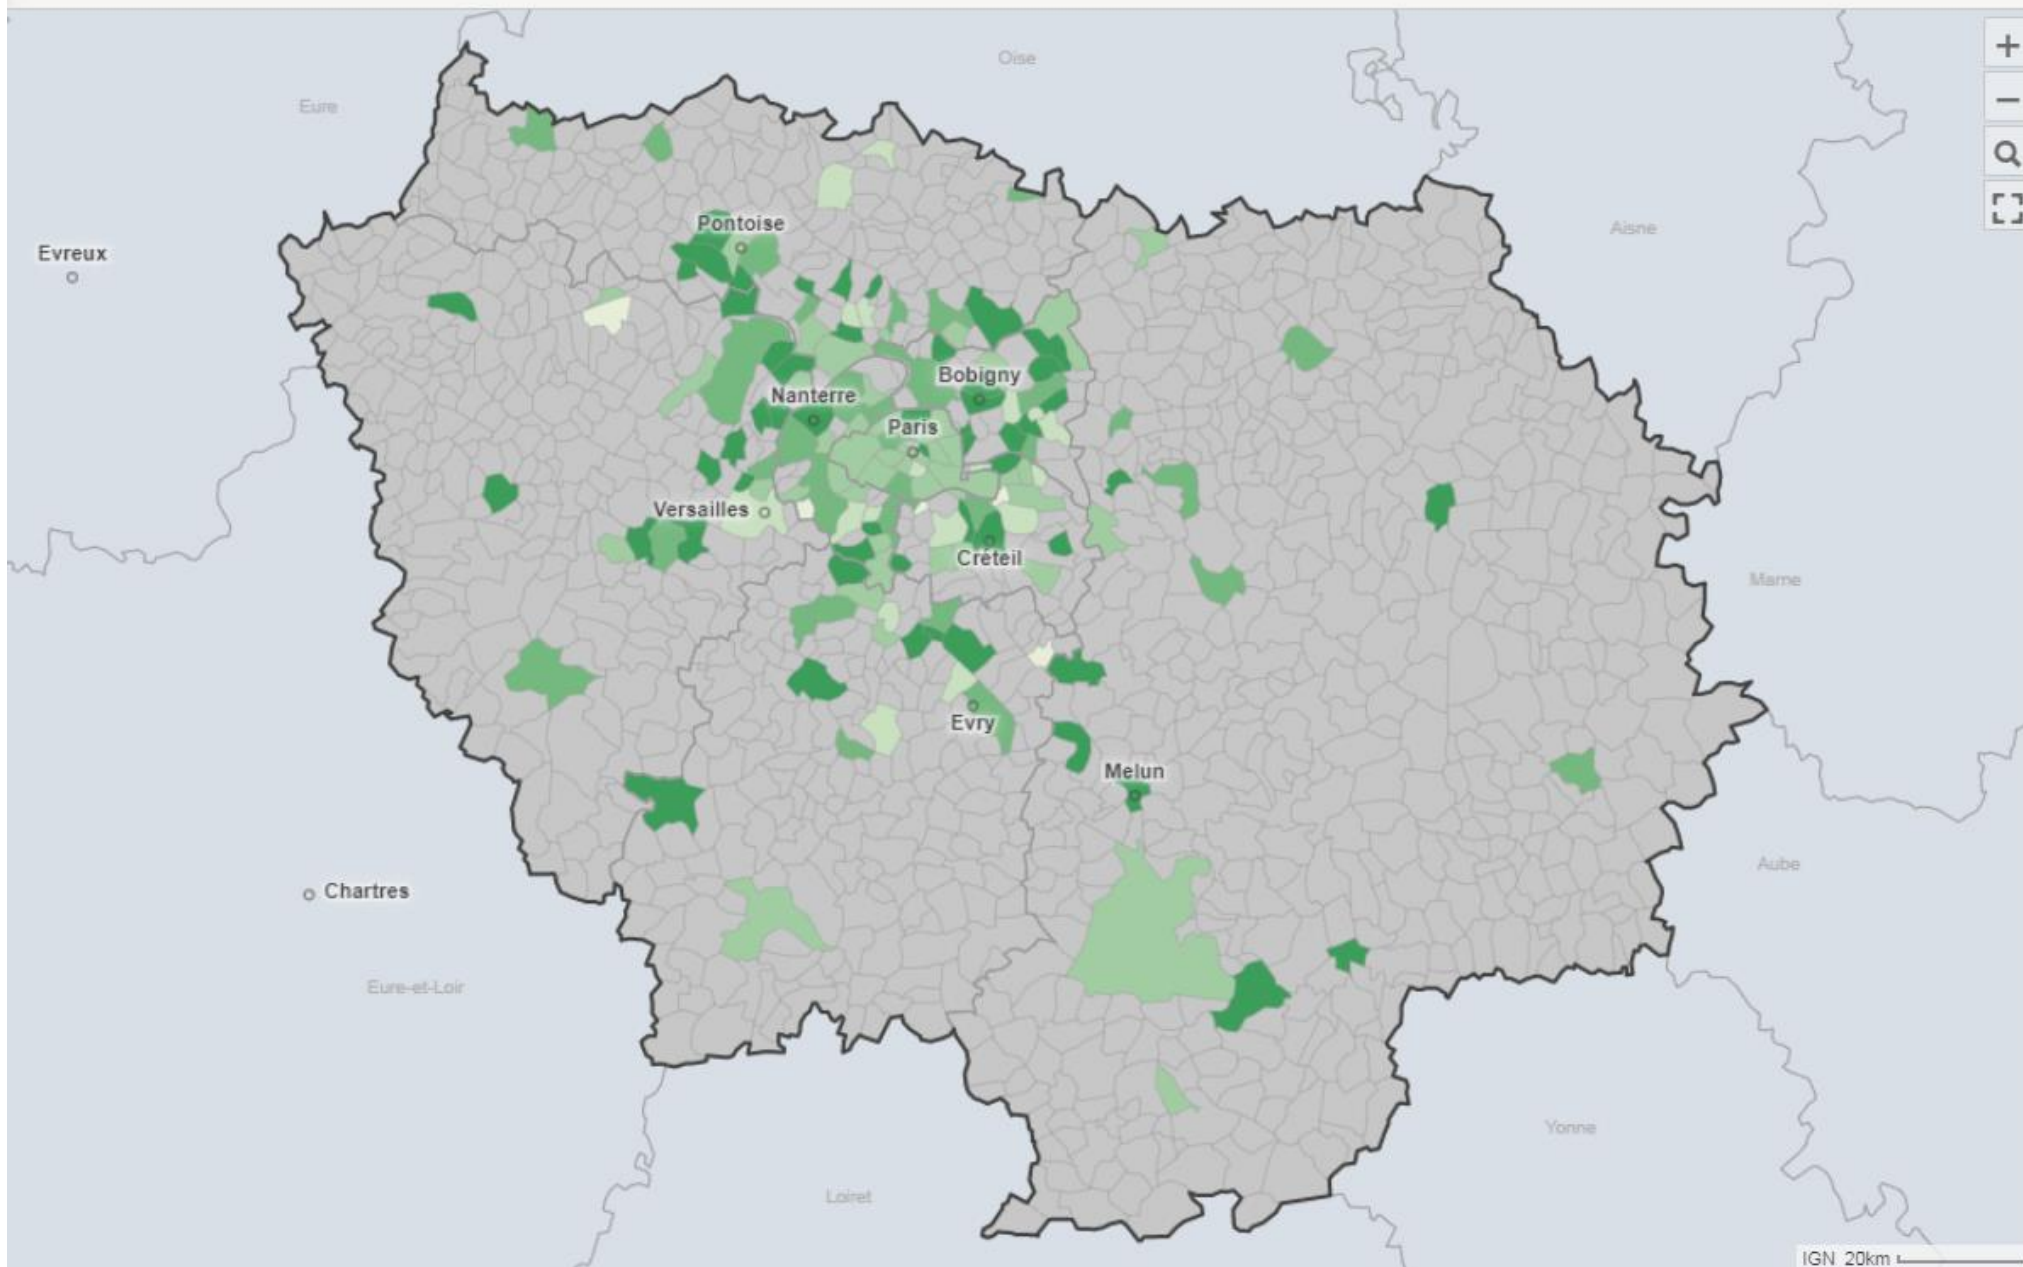 Oise
Eure
Pontoise
Aisne
Evreux
Bobigny
Nanterre
Paris
Versailles
Créteil
Marne
Evry
Melun
Aube
Chartres
Eure-et-Loir
Yonne
Loiret
IGN 20km